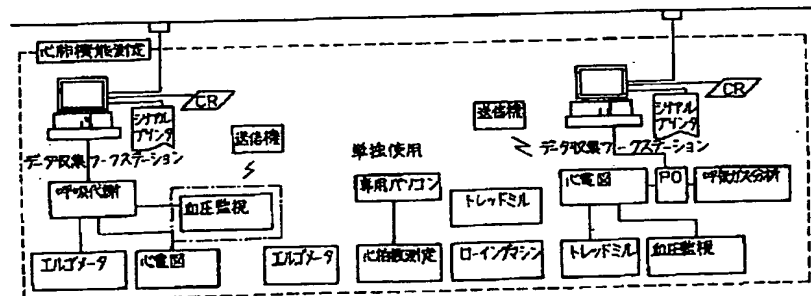 心肺機能測定
CR
シリアル
プリンタ
データ収集ワークステーション
送信機
呼吸代謝
血圧監視
エルゴメータ
心電図
単独使用
専用パソコン
エルゴメータ
心拍数測定
トレッドミル
ローイングマシン
送信機
CR
シリアル
プリンタ
データ収集ワークステーション
心電図
PO
呼気ガス分析
トレッドミル
血圧監視